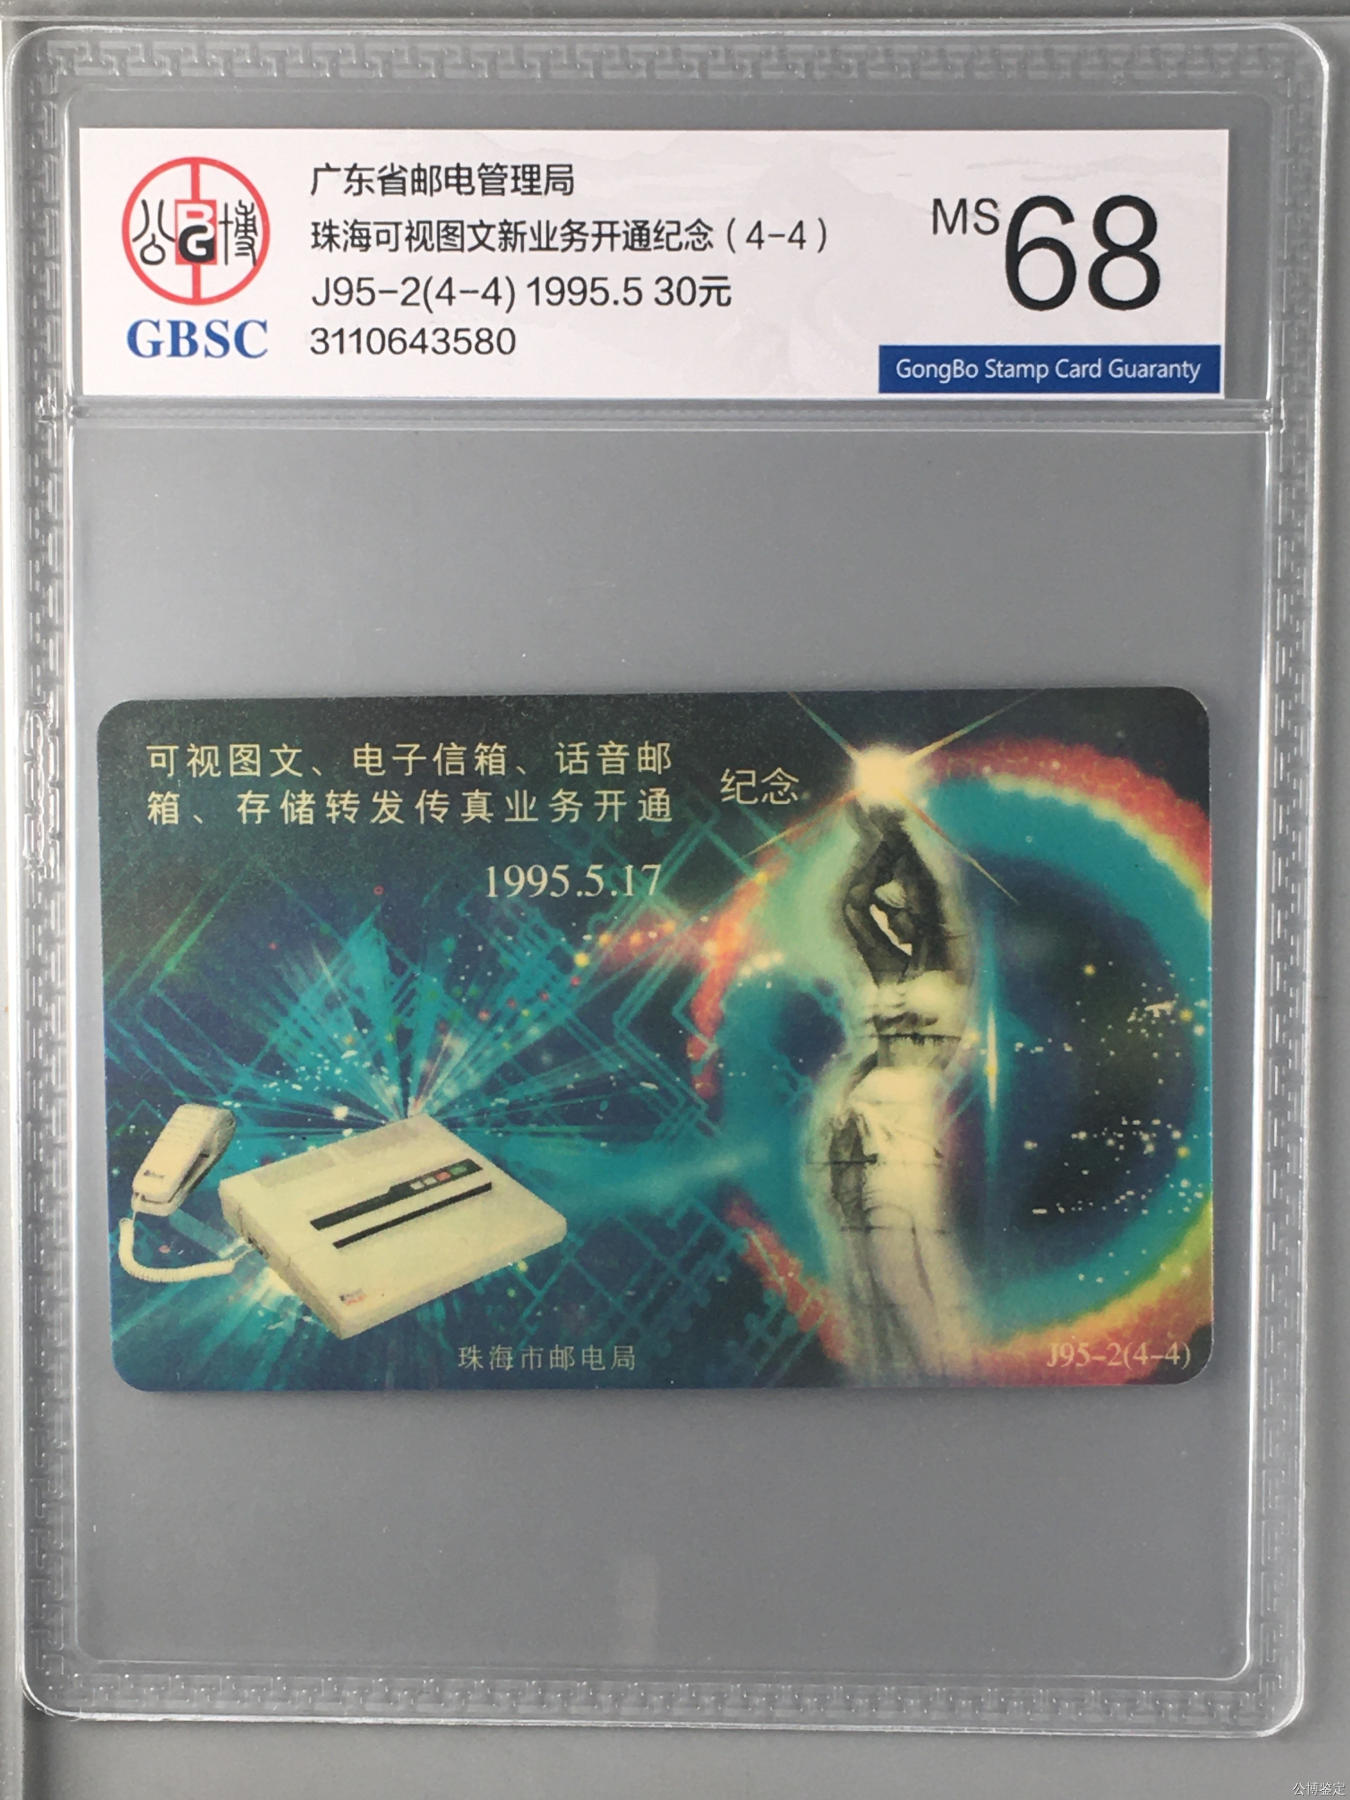 公博
BG
GBSC
广东省邮电管理局
珠海可视图文新业务开通纪念（4-4）
J95-2(4-4) 1995.5 30元
3110643580
MS 68
GongBo Stamp Card Guaranty
可视图文、电子信箱、话音邮
箱、存储转发传真业务开通
纪念
1995.5.17
珠海市邮电局
J95-2(4-4)
公博鉴定